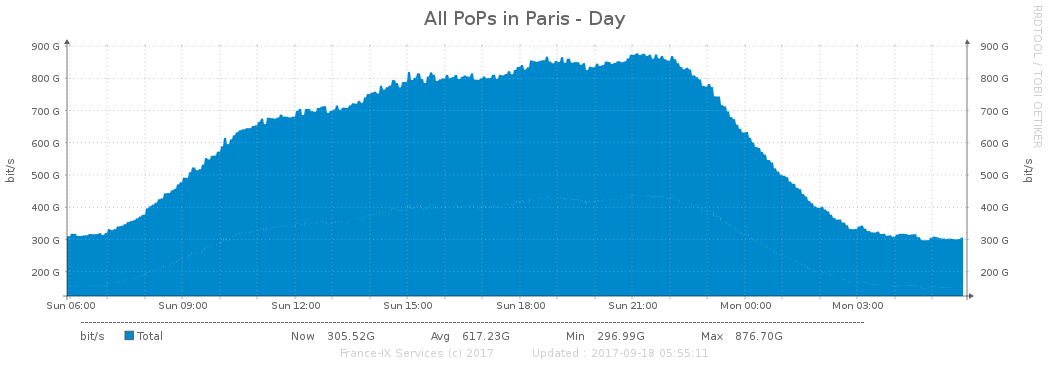 All PoPs in Paris - Day
RRDTOOL / TOBI OETIKER
900 G 900 G
800 G 800 G
700 G 700 G
600 G 600 G
bit/s bit/s
500 G 500 G
400 G 400 G
300 G 300 G
200 G 200 G
Sun 06:00 Sun 09:00 Sun 12:00 Sun 15:00 Sun 18:00 Sun 21:00 Mon 00:00 Mon 03:00
bit/s Total Now 305.52G Avg 617.23G Min 296.99G Max 876.70G
France-IX Services (c) 2017 Updated : 2017-09-18 05:55:11